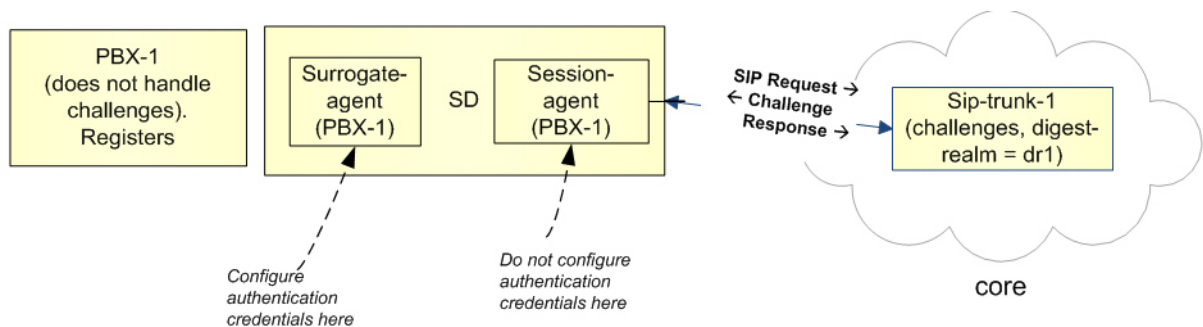 PBX-1
(does not handle
challenges).
Registers
Surrogate-
agent
(PBX-1)
SD
Session-
agent
(PBX-1)
SIP Request →
← Challenge
Response →
Sip-trunk-1
(challenges, digest-
realm = dr1)
Configure
authentication
credentials here
Do not configure
authentication
credentials here
core